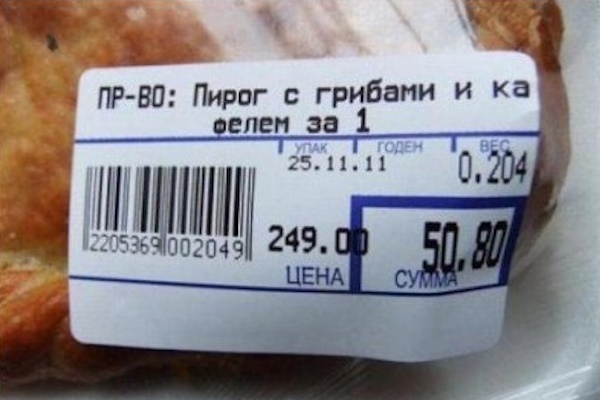 ПР-ВО: Пирог с грибами и ка
фелем за 1
УПАК ГОДЕН ВЕС
25.11.11 0.204
2205369 002049
249.00 50.80
ЦЕНА СУММА